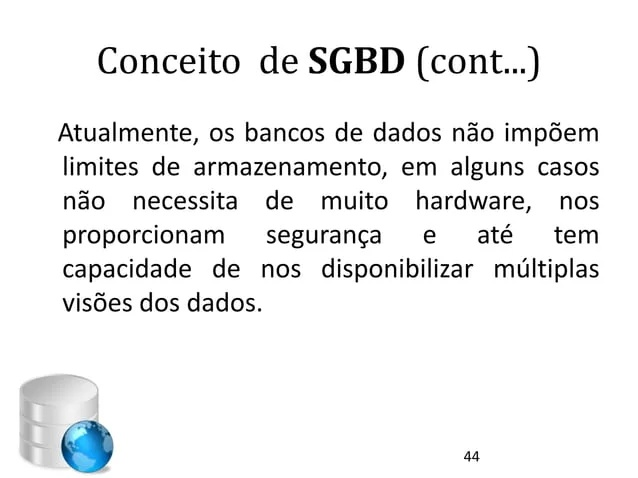 Conceito de SGBD (cont...)
Atualmente, os bancos de dados não impõem
limites de armazenamento, em alguns casos
não necessita de muito hardware, nos
proporcionam segurança e até tem
capacidade de nos disponibilizar múltiplas
visões dos dados.
44